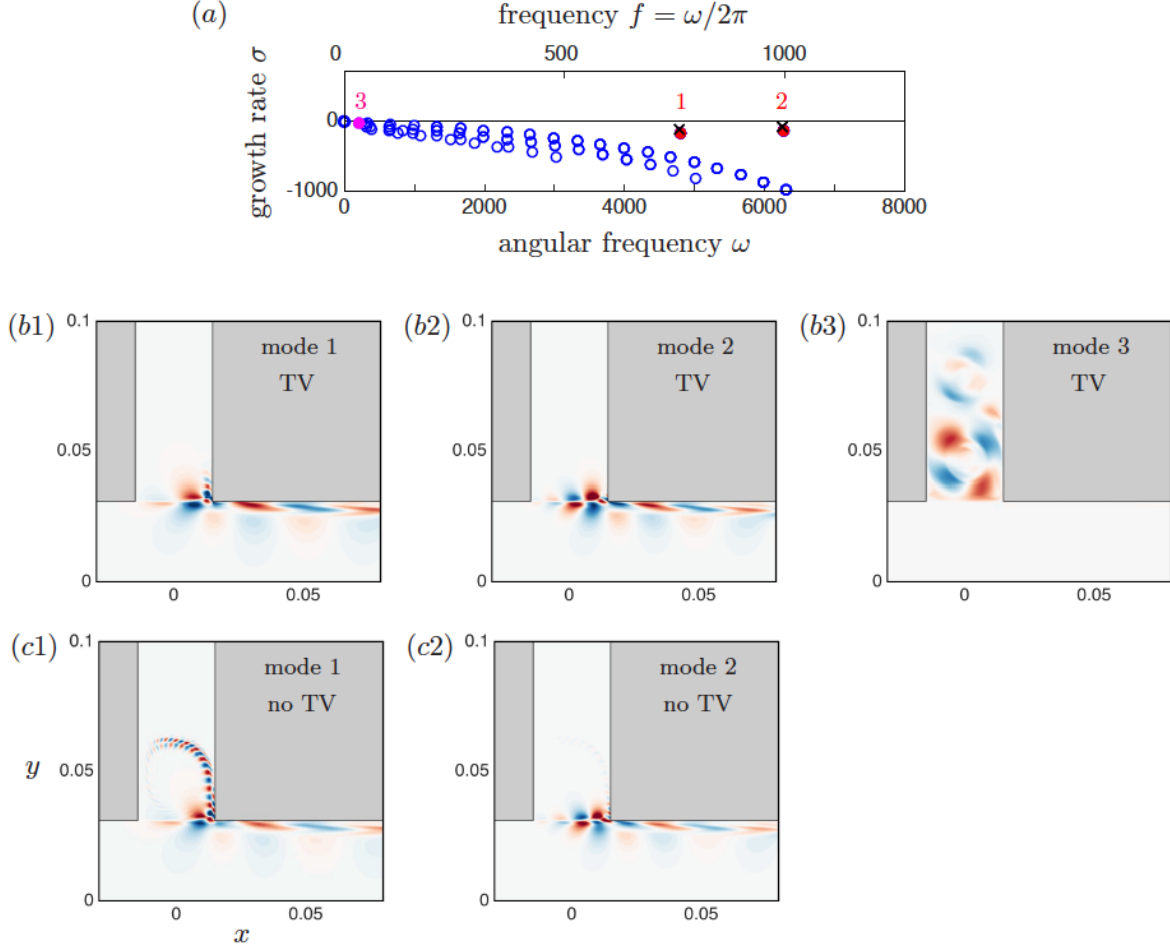 (a)
frequency f = ω/2π
0 500 1000
growth rate σ
3 1 2
0
-1000
0 2000 4000 6000 8000
angular frequency ω
(b1) 0.1 mode 1 TV
0.05
0
0 0.05
(b2) 0.1 mode 2 TV
0.05
0
0 0.05
(b3) 0.1 mode 3 TV
0.05
0
0 0.05
(c1) 0.1 mode 1 no TV
y 0.05
0
0 0.05
x
(c2) 0.1 mode 2 no TV
0.05
0
0 0.05